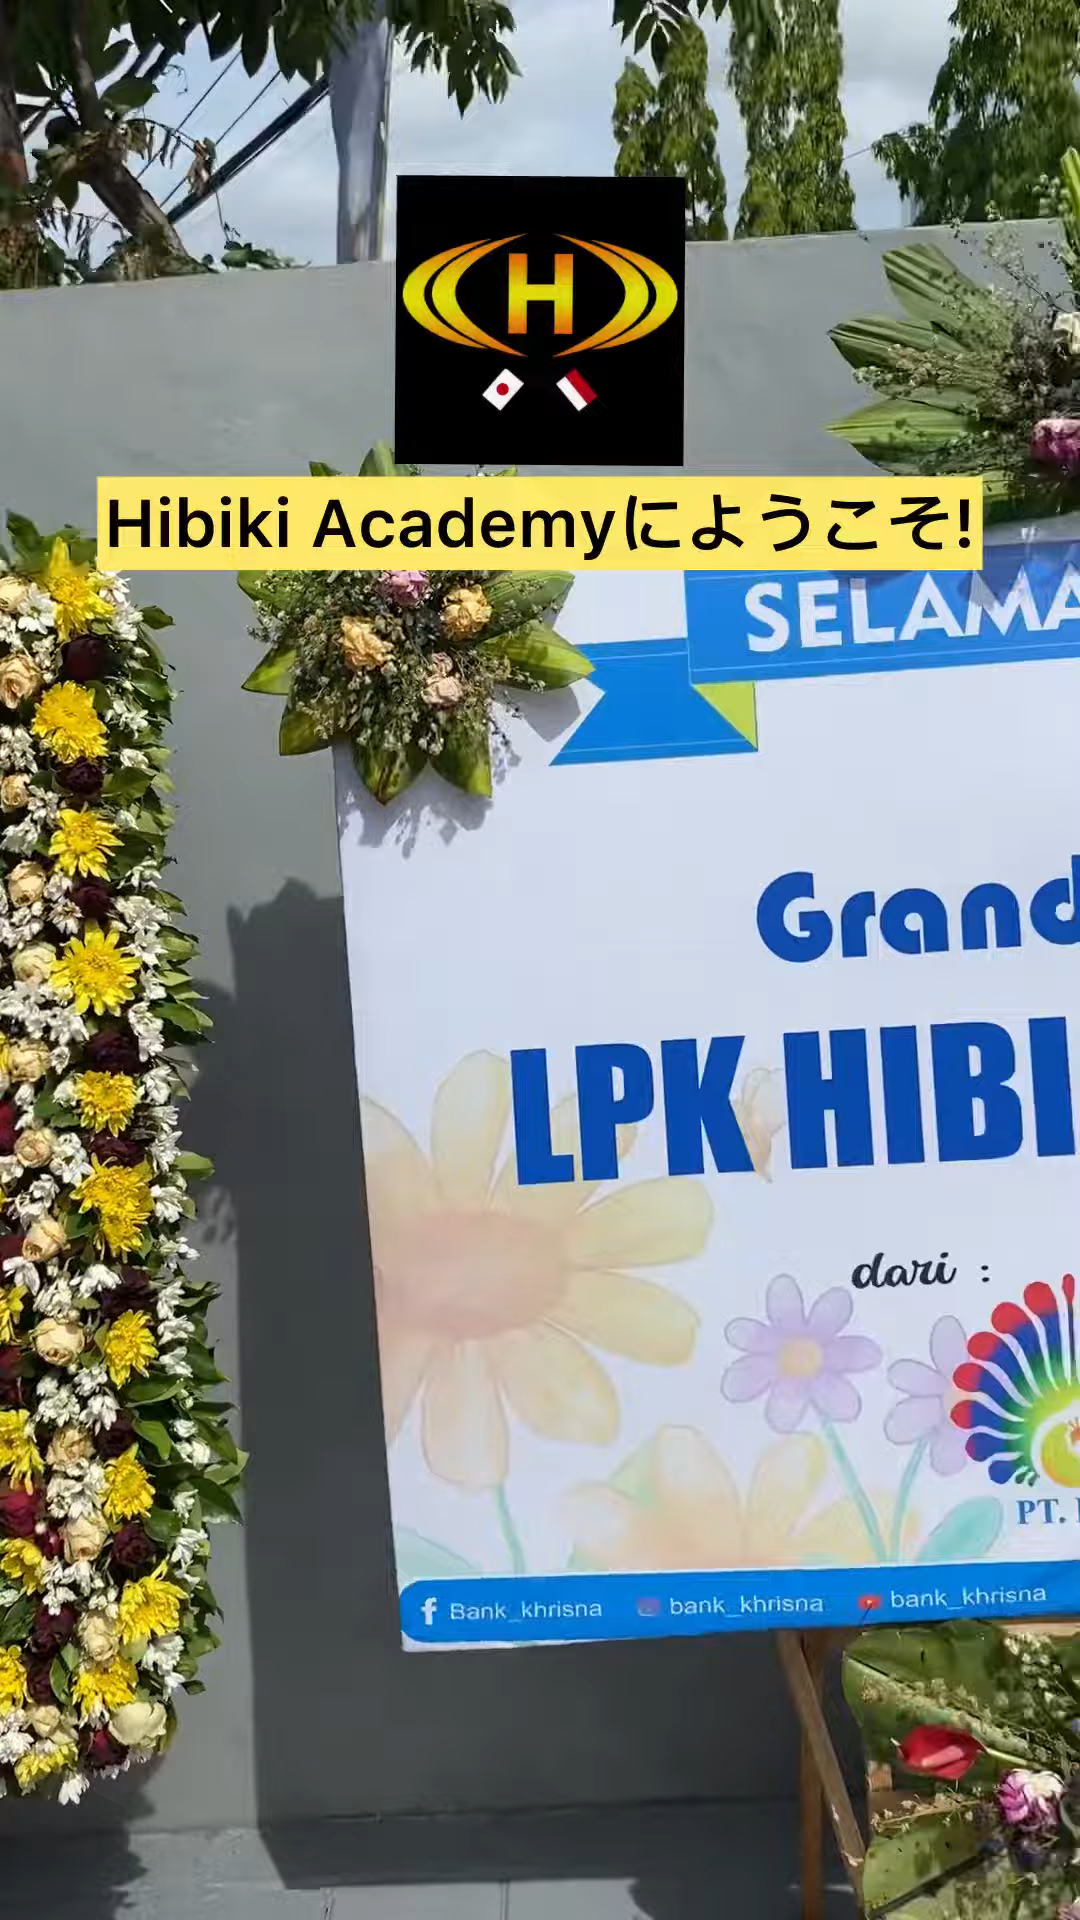 H
Hibiki Academyにようこそ!
SELAMA
Grand
LPK HIBI
dari :
PT.
Bank_khrisna bank_khrisna bank_khrisna